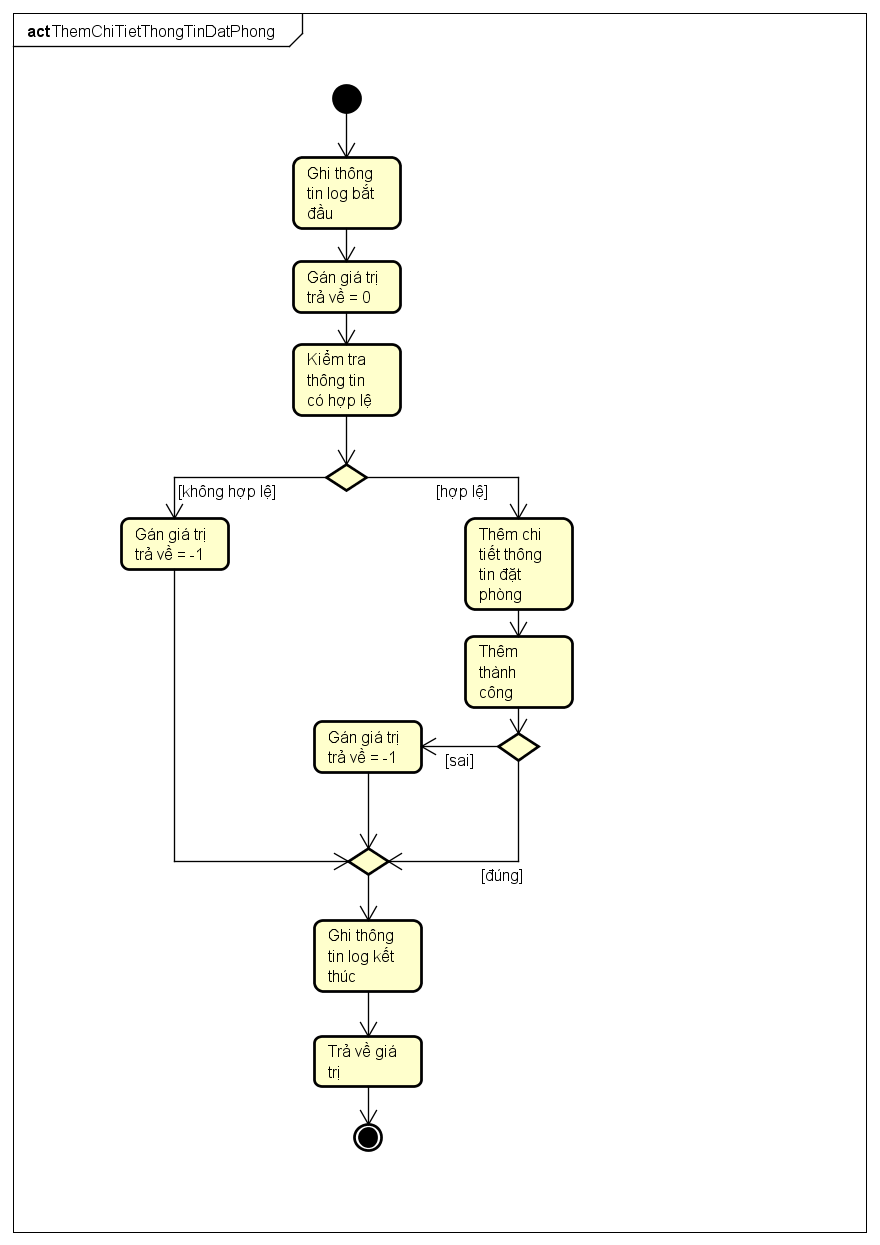 act ThemChiTietThongTinDatPhong
Ghi thông
tin log bắt
đầu
Gán giá trị
trả về = 0
Kiểm tra
thông tin
có hợp lệ
[không hợp lệ]
[hợp lệ]
Gán giá trị
trả về = -1
Thêm chi
tiết thông
tin đặt
phòng
Thêm
thành
công
Gán giá trị
trả về = -1
[sai]
[đúng]
Ghi thông
tin log kết
thúc
Trả về giá
trị